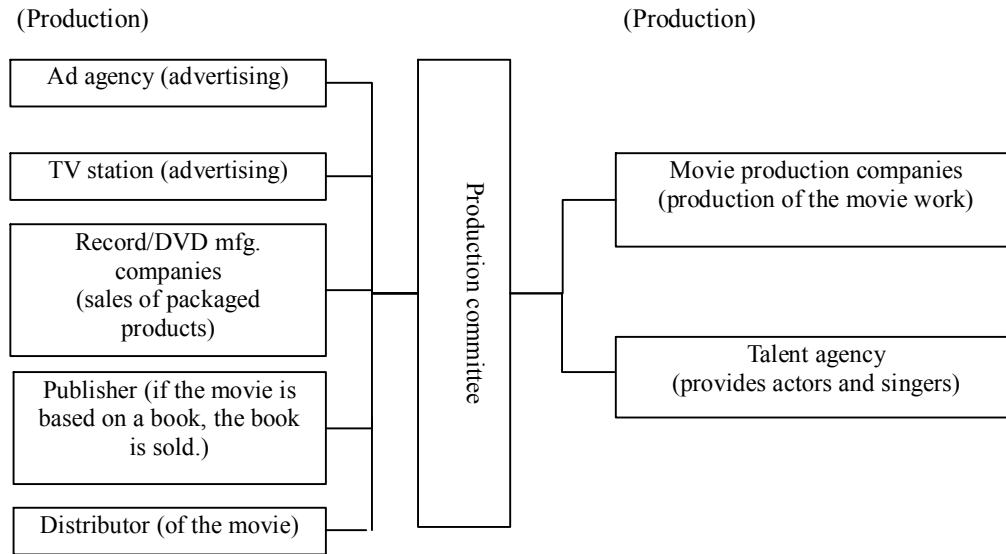 (Production)
Ad agency (advertising)
TV station (advertising)
Record/DVD mfg.
companies
(sales of packaged
products)
Publisher (if the movie is
based on a book, the book
is sold.)
Distributor (of the movie)
Production committee
(Production)
Movie production companies
(production of the movie work)
Talent agency
(provides actors and singers)